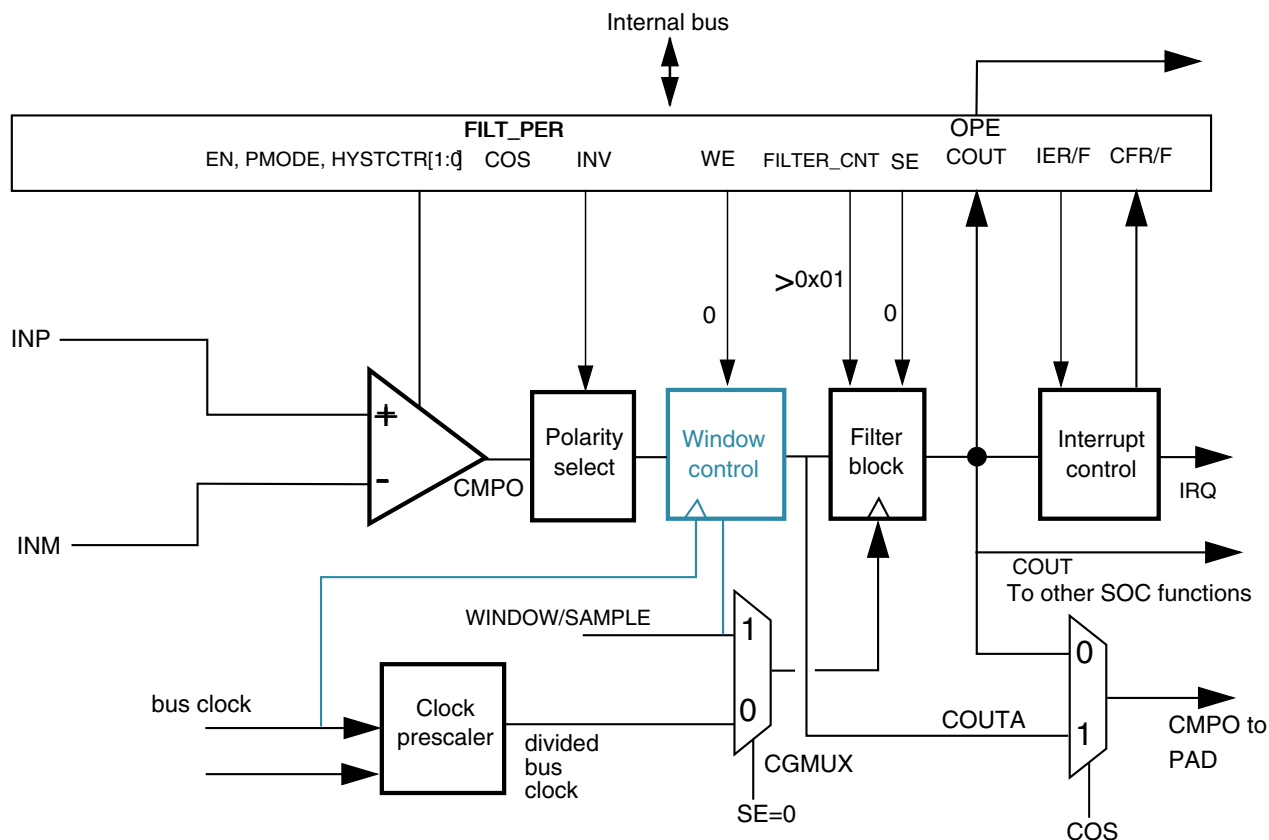 Internal bus
FILT_PER
OPE
EN, PMODE, HYSTCTR[1:0]
COS
INV
WE
FILTER_CNT
SE
COUT
IER/F
CFR/F
>0x01
0
0
INP
+
-
INM
CMPO
Polarity
select
Window
control
Filter
block
Interrupt
control
IRQ
COUT
To other SOC functions
WINDOW/SAMPLE
1
0
0
1
bus clock
Clock
prescaler
divided
bus
clock
CGMUX
SE=0
COUTA
CMPO to
PAD
COS